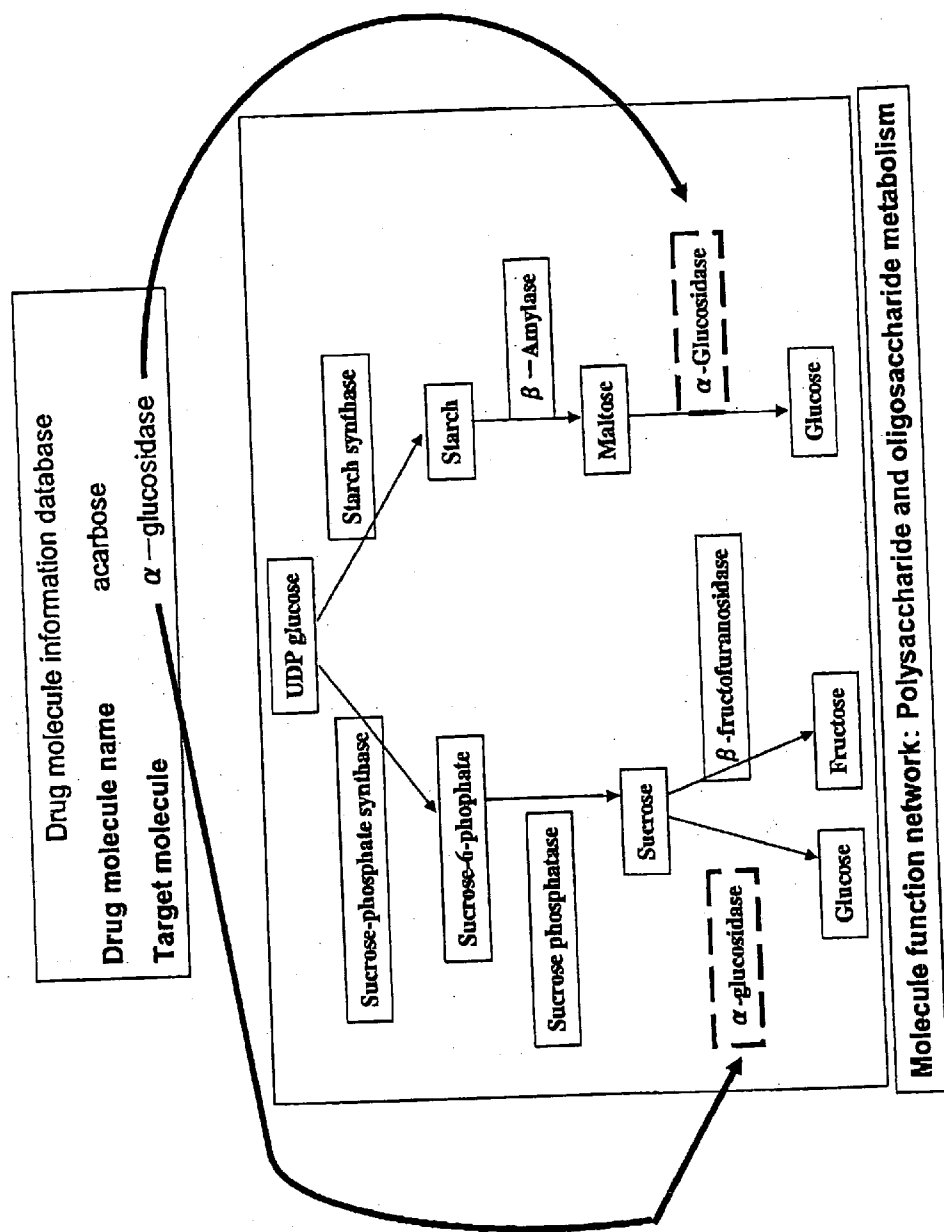 Drug molecule information database
Drug molecule name acarbose
Target molecule α－glucosidase
UDP glucose
Sucrose-phosphate synthase
Starch synthase
Sucrose-6-phophate
Starch
Sucrose phosphatase
β－Amylase
Sucrose
Maltose
α-glucosidase
β-fructofuranosidase
α-Glucosidase
Glucose
Fructose
Glucose
Molecule function network: Polysaccharide and oligosaccharide metabolism